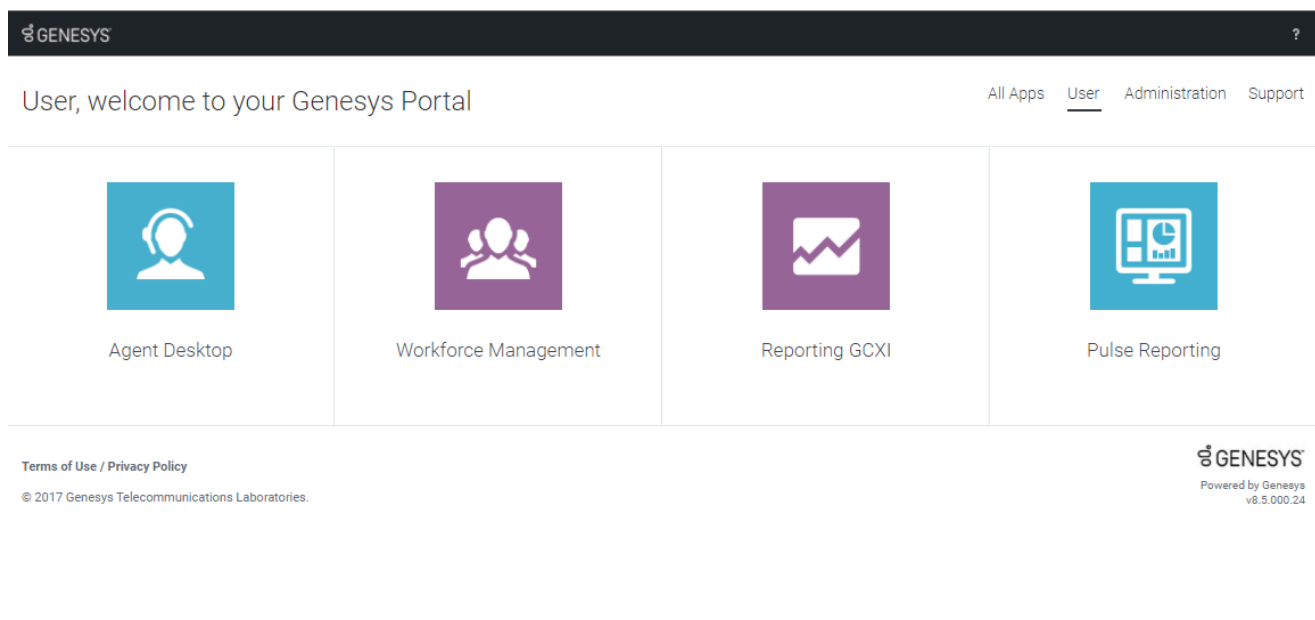 GENESYS
?
User, welcome to your Genesys Portal
All Apps User Administration Support
Agent Desktop
Workforce Management
Reporting GCXI
Pulse Reporting
Terms of Use / Privacy Policy
© 2017 Genesys Telecommunications Laboratories.
GENESYS
Powered by Genesys
v8.5.000.24